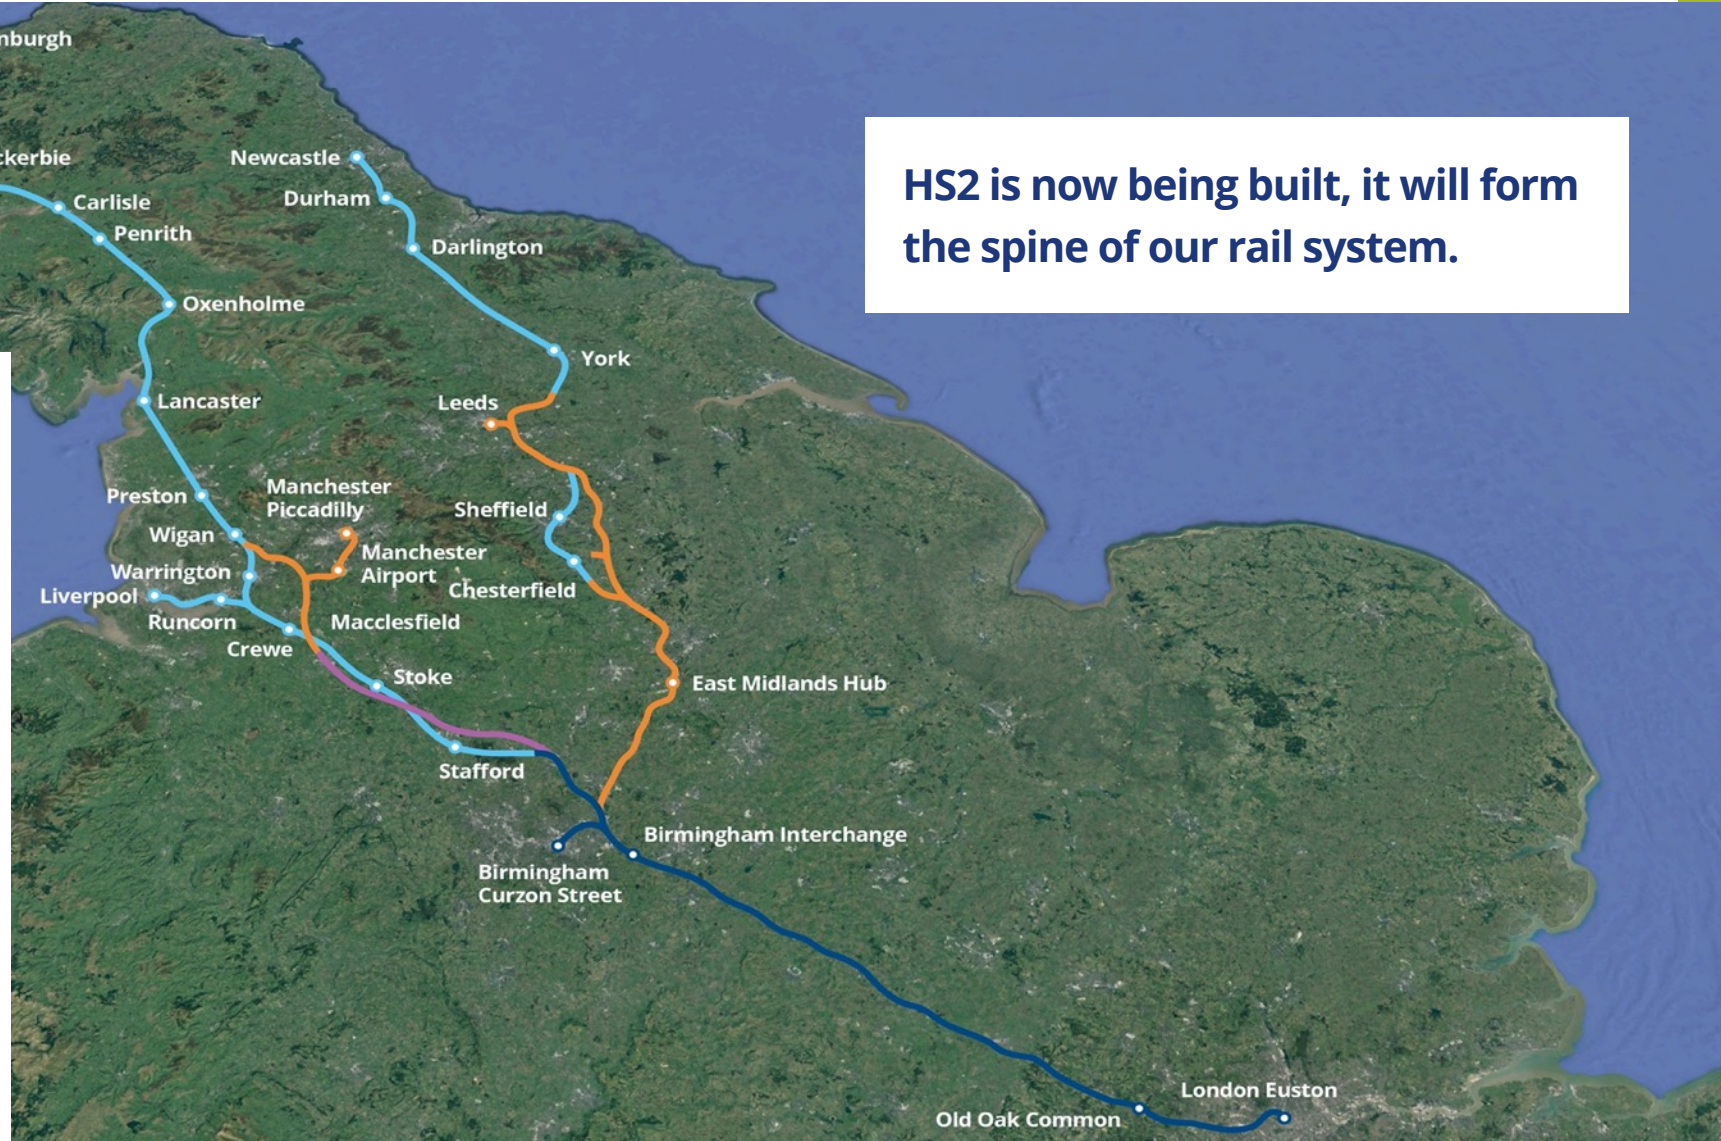 nburgh
HS2 is now being built, it will form
the spine of our rail system.
ckerbie
Newcastle
Carlisle
Durham
Penrith
Darlington
Oxenholme
York
Lancaster
Leeds
Manchester
Piccadilly
Preston
Sheffield
Wigan
Manchester
Airport
Warrington
Chesterfield
Liverpool
Runcorn
Macclesfield
Crewe
Stoke
East Midlands Hub
Stafford
Birmingham Interchange
Birmingham
Curzon Street
London Euston
Old Oak Common